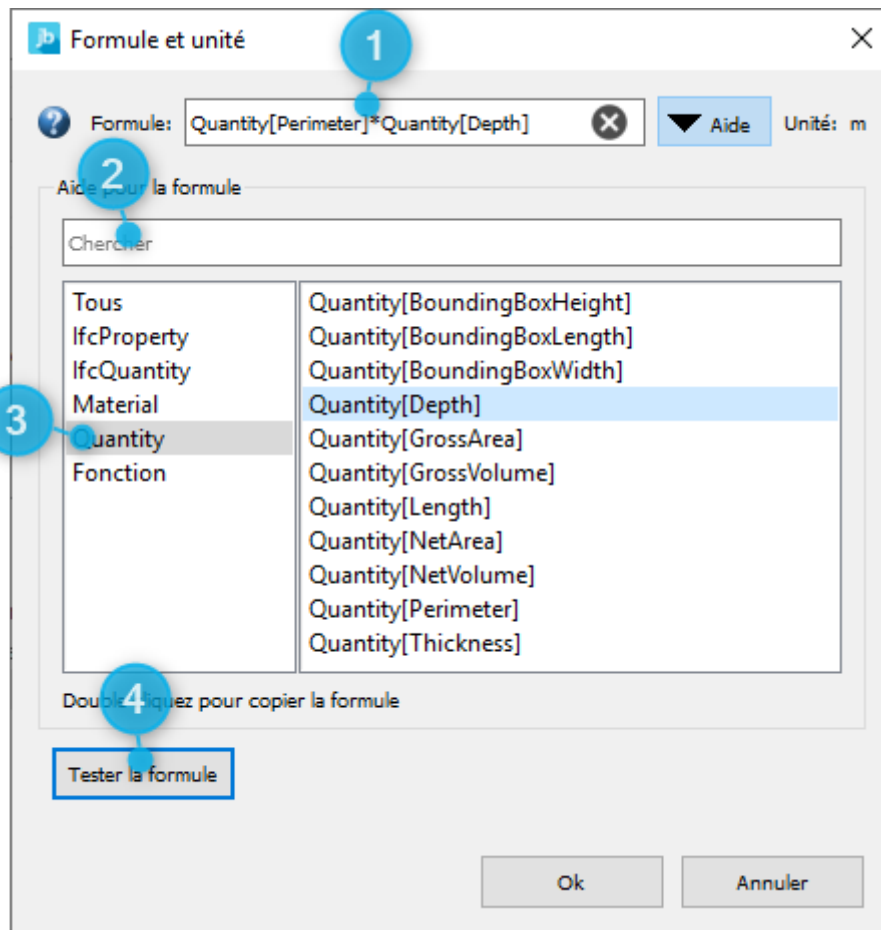 jb Formule et unité
1
Formule: Quantity[Perimeter]*Quantity[Depth] Aide Unité: m
2
Aide pour la formule
Chercher
Tous
IfcProperty
IfcQuantity
Material
3
Quantity
Fonction
Quantity[BoundingBoxHeight]
Quantity[BoundingBoxLength]
Quantity[BoundingBoxWidth]
Quantity[Depth]
Quantity[GrossArea]
Quantity[GrossVolume]
Quantity[Length]
Quantity[NetArea]
Quantity[NetVolume]
Quantity[Perimeter]
Quantity[Thickness]
4
Double cliquez pour copier la formule
Tester la formule
Ok Annuler